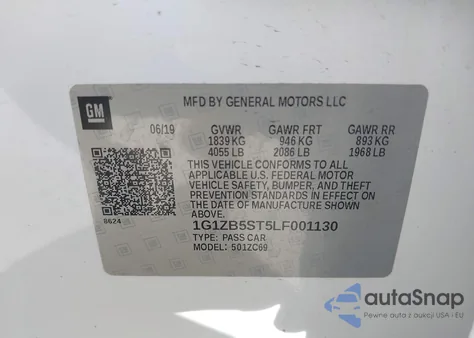 MFD BY GENERAL MOTORS LLC
GM
06/19 GVWR GAWR FRT GAWR RR
1839 KG 946 KG 893 KG
4055 LB 2086 LB 1968 LB
THIS VEHICLE CONFORMS TO ALL
APPLICABLE U.S. FEDERAL MOTOR
VEHICLE SAFETY, BUMPER, AND THEFT
PREVENTION STANDARDS IN EFFECT ON
THE DATE OF MANUFACTURE SHOWN ABOVE.
8624
1G1ZB5ST5LF001130
TYPE: PASS CAR
MODEL: 501ZC69
autoSnap
Pewne auta z aukcji USA i EU